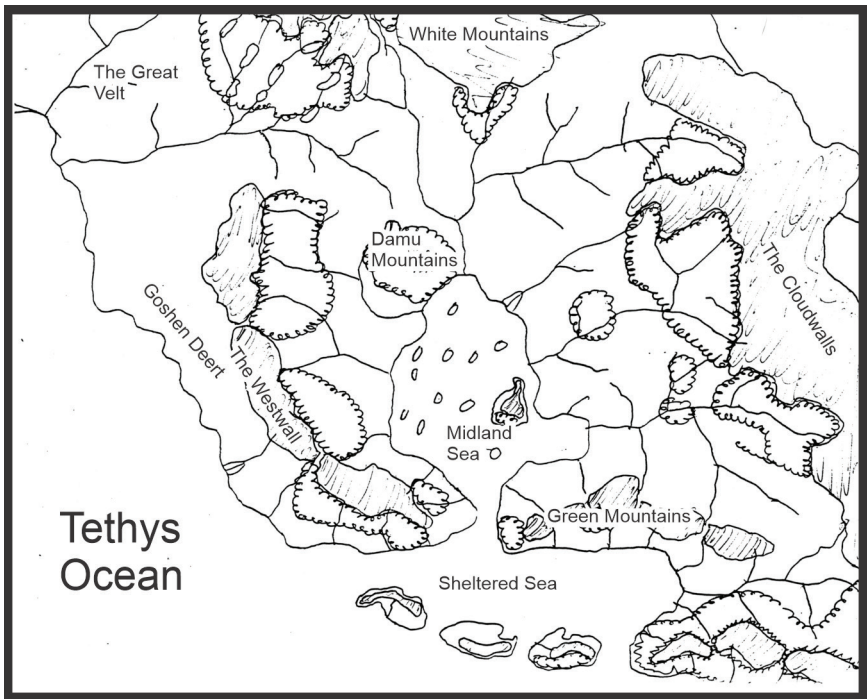 White Mountains
The Great
Velt
Damu
Mountains
The Cloudwalls
Goshen Deert
The Westwall
Midland
Sea
Green Mountains
Tethys
Ocean
Sheltered Sea